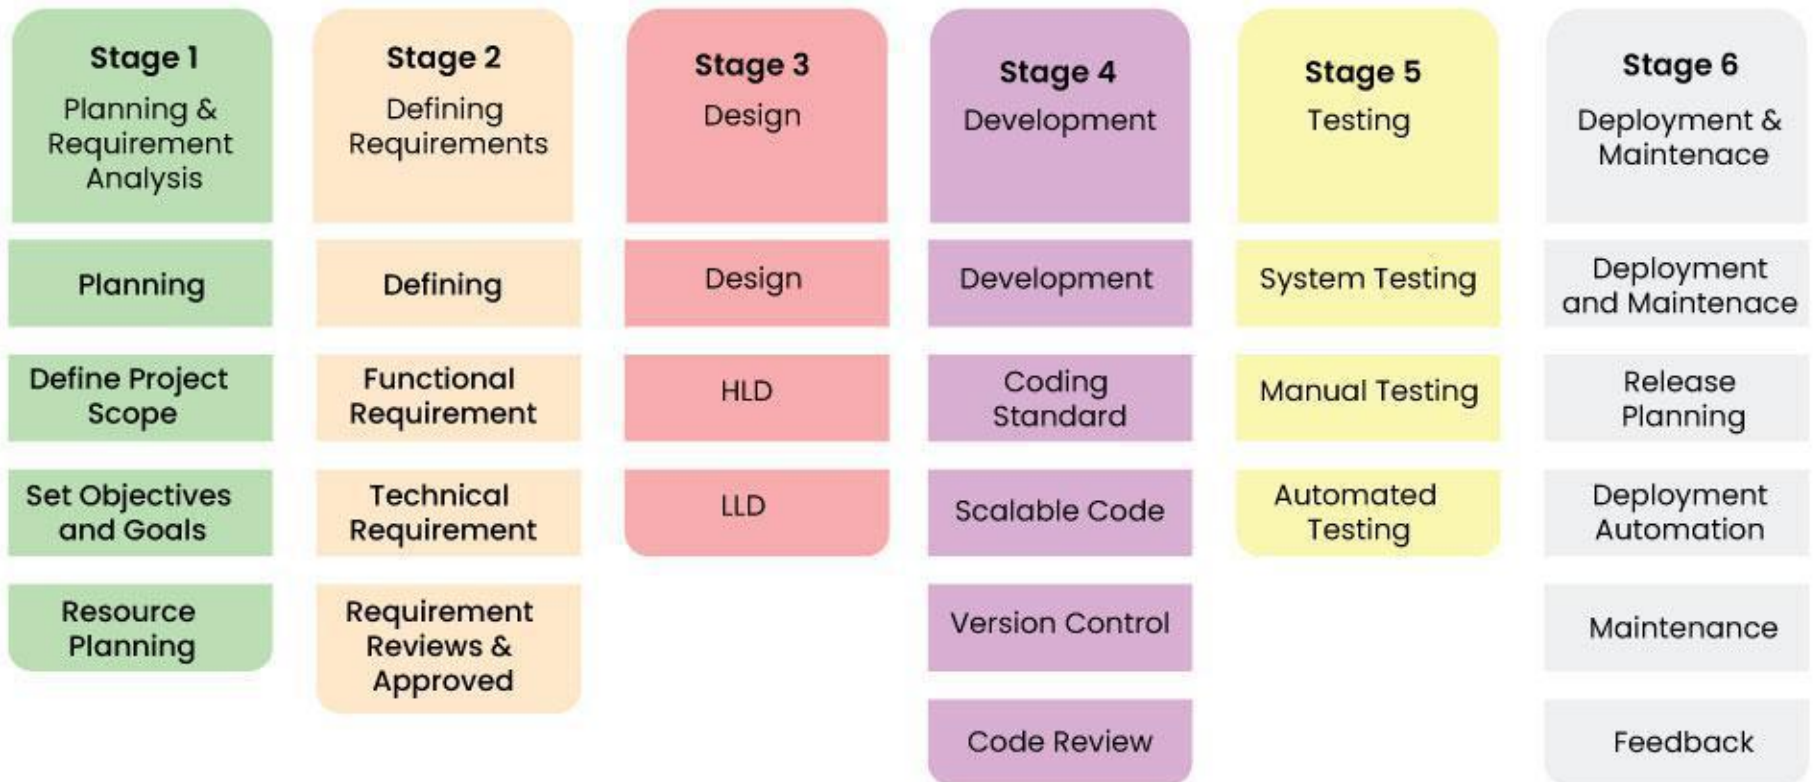 Stage 1
Planning &
Requirement
Analysis
Planning
Define Project
Scope
Set Objectives
and Goals
Resource
Planning
Stage 2
Defining
Requirements
Defining
Functional
Requirement
Technical
Requirement
Requirement
Reviews &
Approved
Stage 3
Design
Design
HLD
LLD
Stage 4
Development
Development
Coding
Standard
Scalable Code
Version Control
Code Review
Stage 5
Testing
System Testing
Manual Testing
Automated
Testing
Stage 6
Deployment &
Maintenace
Deployment
and Maintenace
Release
Planning
Deployment
Automation
Maintenance
Feedback